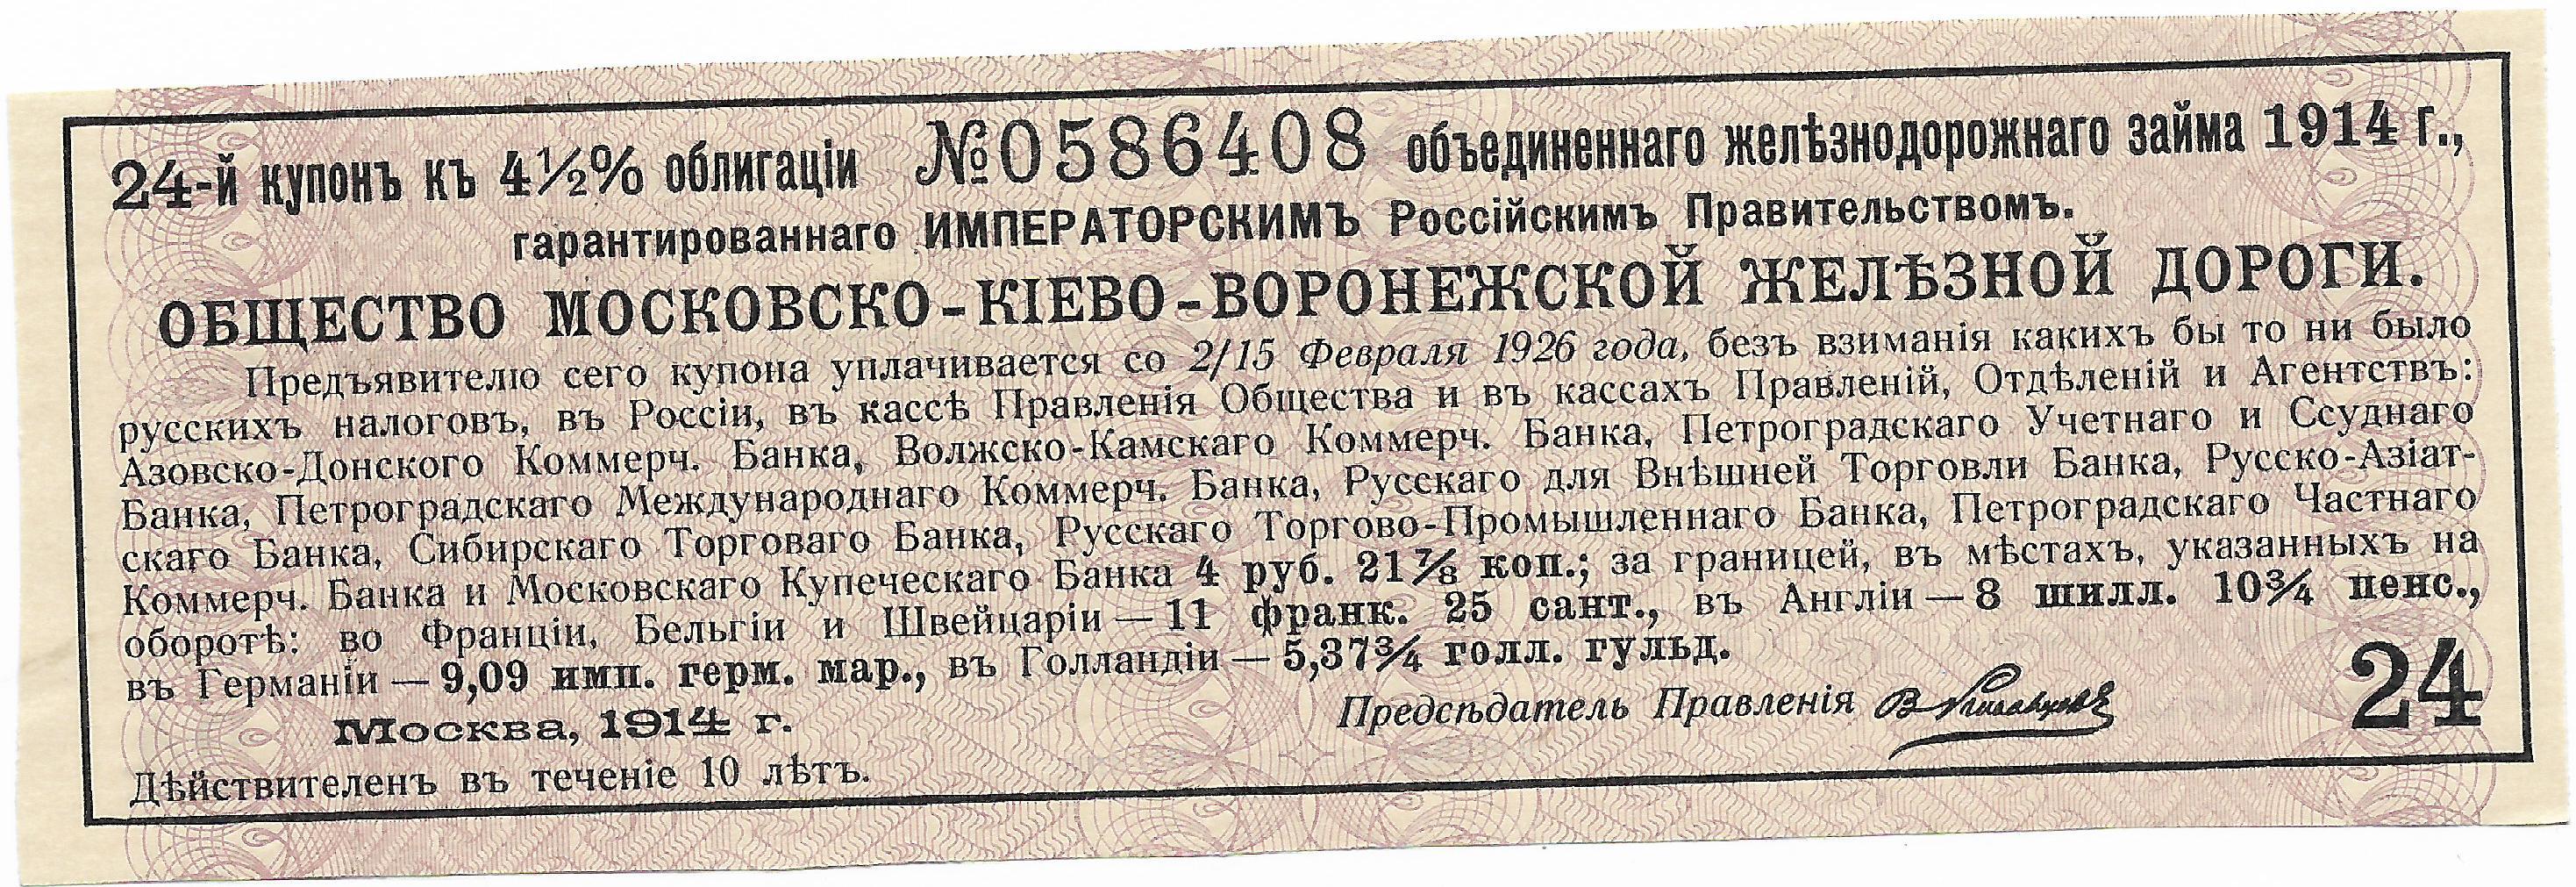 24-й купонъ къ 4½% облигаціи №0586408 объединеннаго желѣзнодорожнаго займа 1914 г.,
гарантированнаго ИМПЕРАТОРСКИМЪ Россійскимъ Правительствомъ.
ОБЩЕСТВО МОСКОВСКО-КІЕВО-ВОРОНЕЖСКОЙ ЖЕЛѢЗНОЙ ДОРОГИ.
Предъявителю сего купона уплачивается со 2/15 Февраля 1926 года, безъ взиманія какихъ бы то ни было
русскихъ налоговъ, въ Россіи, въ кассѣ Правленія Общества и въ кассахъ Правленій, Отдѣленій и Агентствъ:
Азовско-Донского Коммерч. Банка, Волжско-Камскаго Коммерч. Банка, Петроградскаго Учетнаго и Ссуднаго
Банка, Петроградскаго Международнаго Коммерч. Банка, Русскаго для Внѣшней Торговли Банка, Русско-Азіат-
скаго Банка, Сибирскаго Торговаго Банка, Русскаго Торгово-Промышленнаго Банка, Петроградскаго Частнаго
Коммерч. Банка и Московскаго Купеческаго Банка 4 руб. 21⅞ коп.; за границей, въ мѣстахъ, указанныхъ на
оборотѣ: во Франціи, Бельгіи и Швейцаріи — 11 франк. 25 сант., въ Англіи — 8 шилл. 10¾ пенс.,
въ Германіи — 9,09 имп. герм. мар., въ Голландіи — 5,37¾ голл. гульд.
Москва, 1914 г.
Предсѣдатель Правленія
24
Дѣйствителенъ въ теченіе 10 лѣтъ.